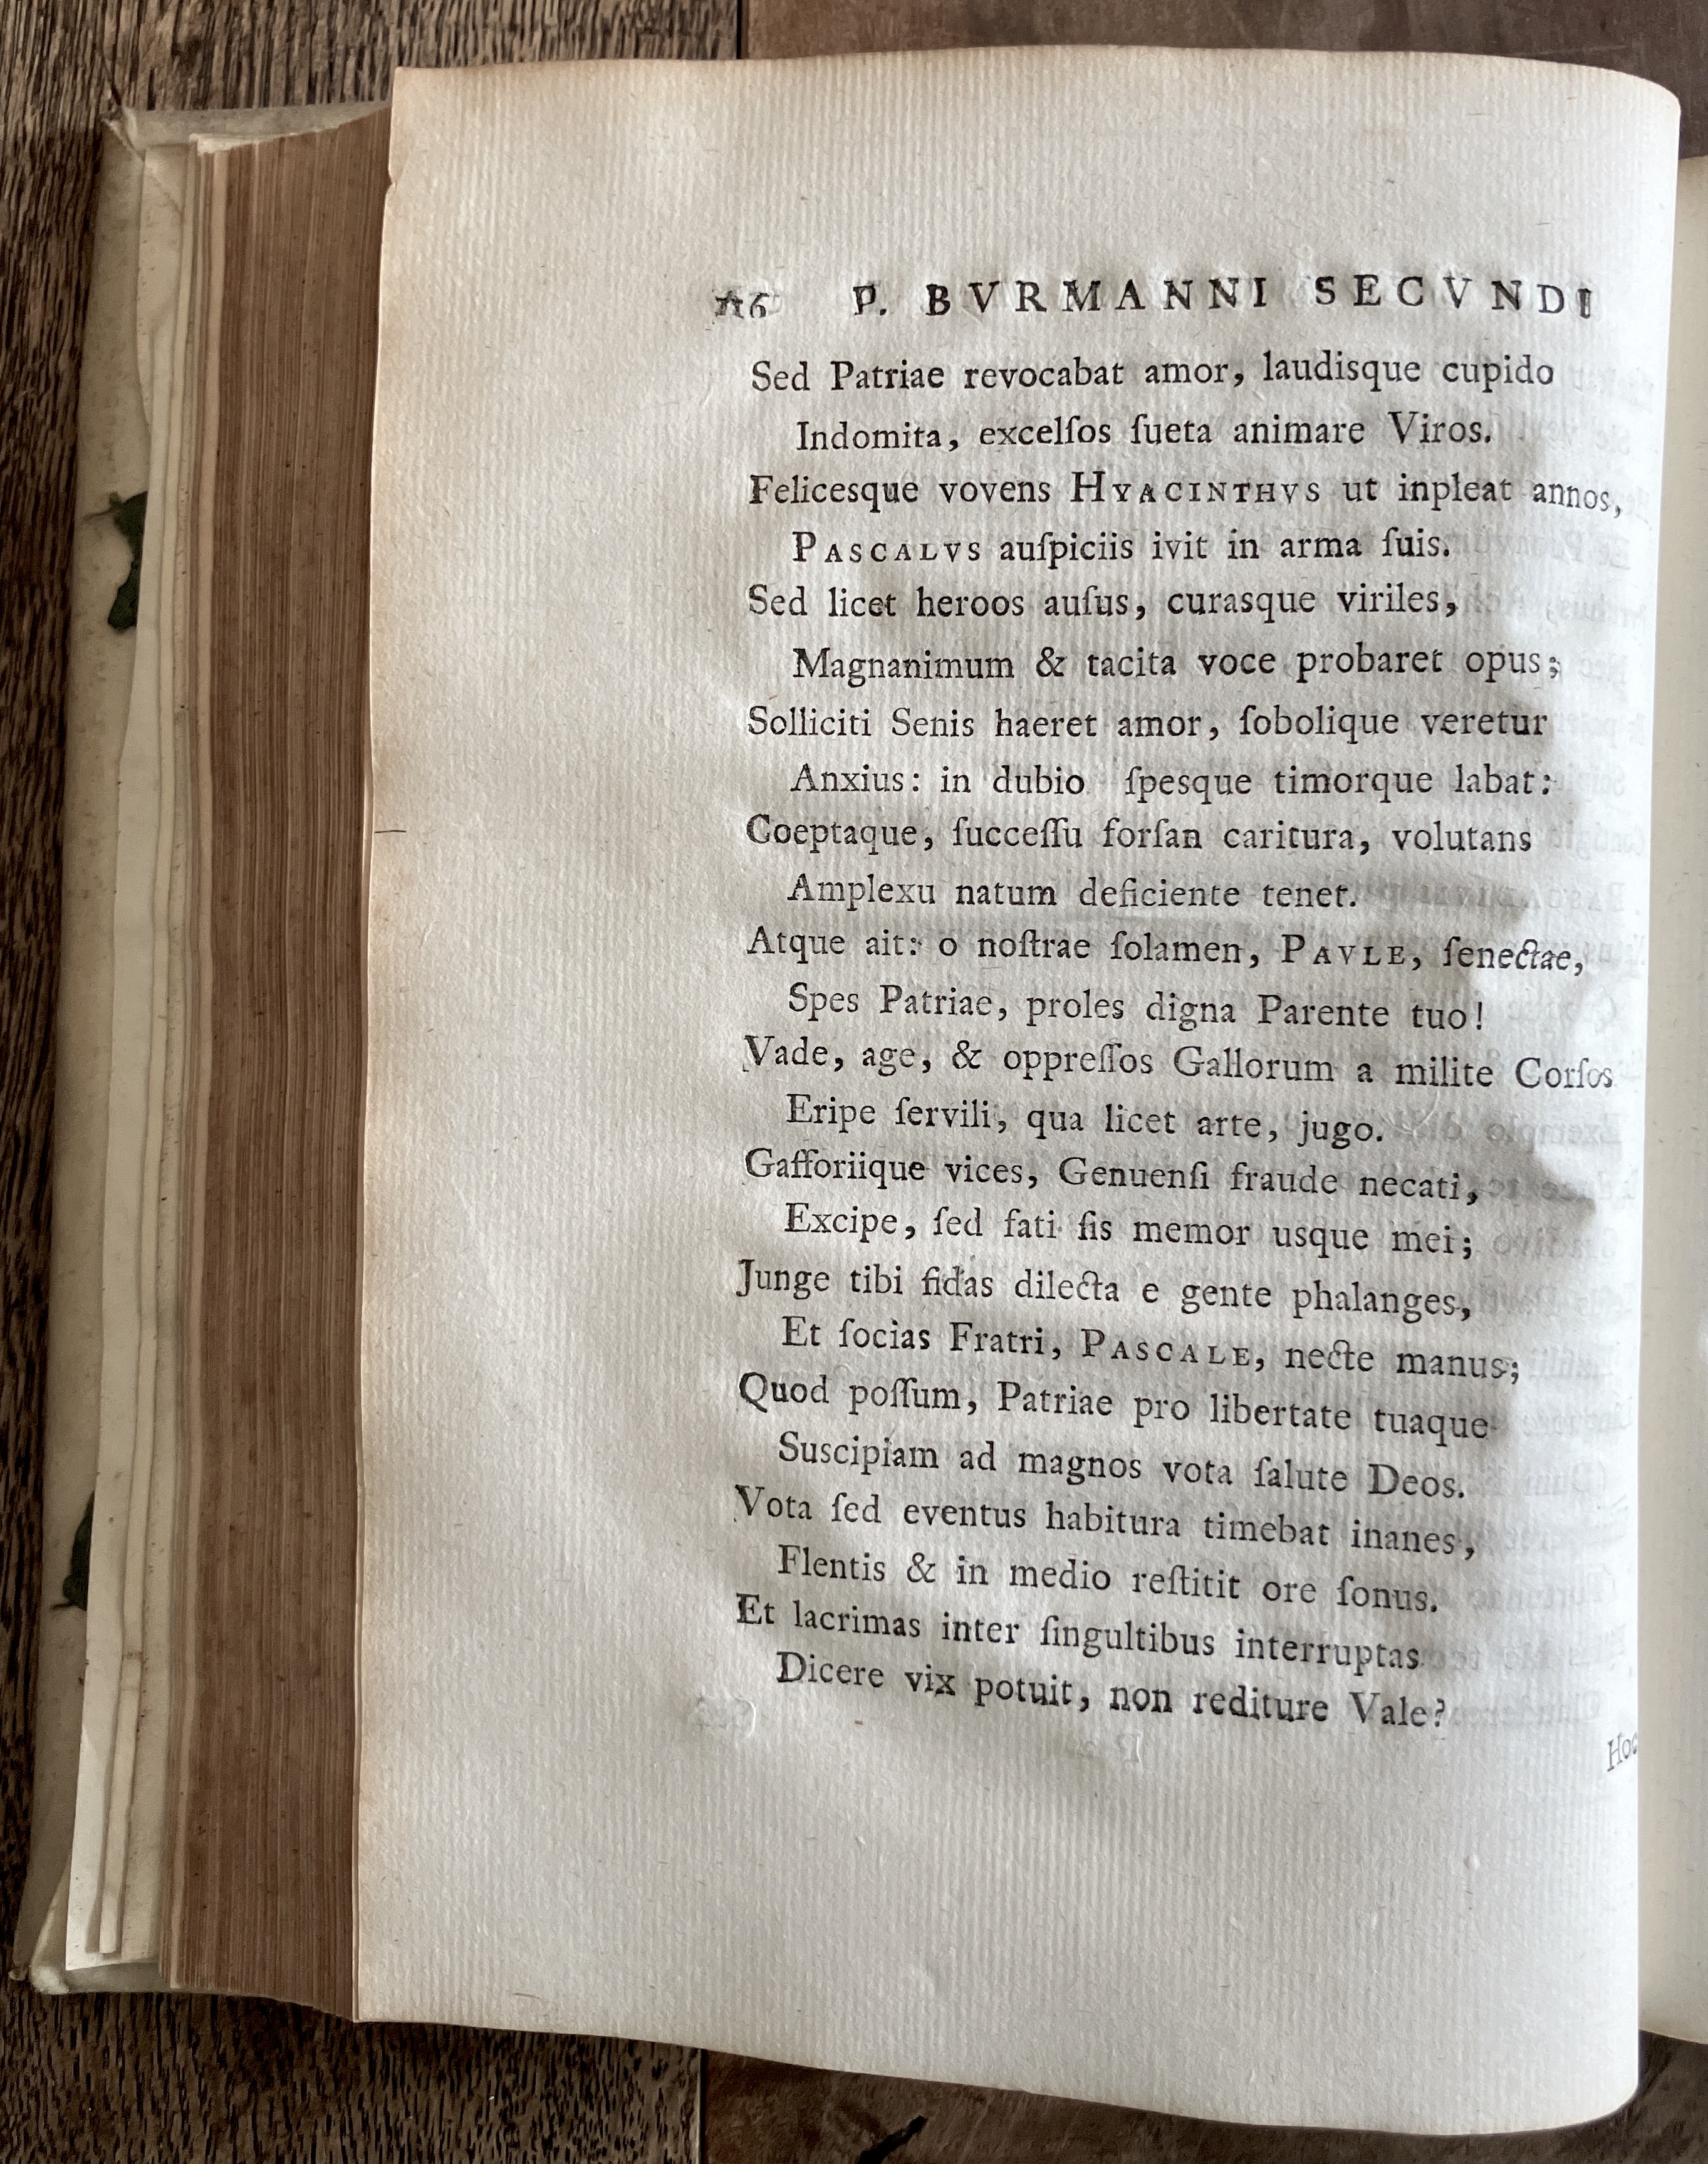 P. BVRMANNI SECVNDI
Sed Patriae revocabat amor, laudisque cupido
Indomita, excelſos ſueta animare Viros.
Felicesque vovens HYACINTHVS ut inpleat annos,
PASCALVS auſpiciis ivit in arma ſuis.
Sed licet heroos auſus, curasque viriles,
Magnanimum & tacita voce probaret opus;
Solliciti Senis haeret amor, ſobolique veretur
Anxius: in dubio ſpesque timorque labat:
Coeptaque, ſucceſſu forſan caritura, volutans
Amplexu natum deficiente tenet.
Atque ait: o noſtrae ſolamen, PAVLE, ſenectae,
Spes Patriae, proles digna Parente tuo!
Vade, age, & oppreſſos Gallorum a milite Corſos
Eripe ſervili, qua licet arte, jugo.
Gafforiique vices, Genuenſi fraude necati,
Excipe, ſed fati ſis memor usque mei;
Junge tibi fidas dilecta e gente phalanges,
Et ſocias Fratri, PASCALE, necte manus;
Quod poſſum, Patriae pro libertate tuaque
Suscipiam ad magnos vota ſalute Deos.
Vota ſed eventus habitura timebat inanes,
Flentis & in medio reſtitit ore ſonus.
Et lacrimas inter ſingultibus interruptas
Dicere vix potuit, non rediture Vale?